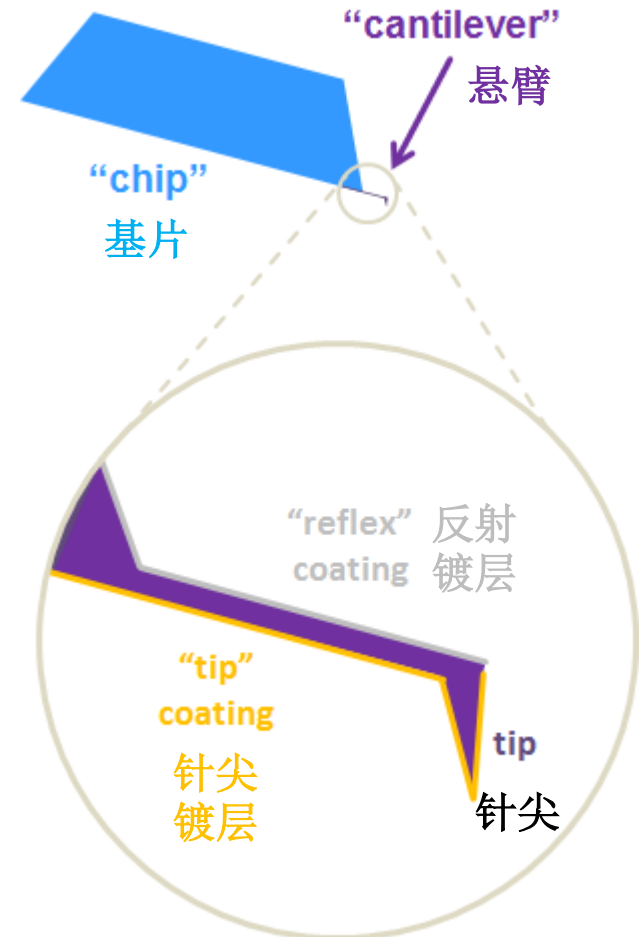 “cantilever”
悬臂
“chip”
基片
“reflex” 反射
coating 镀层
“tip”
coating
针尖
镀层
tip
针尖